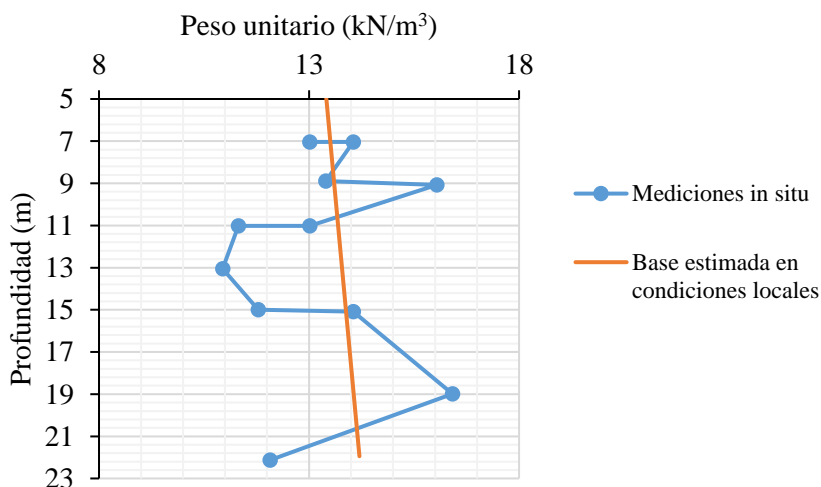 Peso unitario (kN/m³)
8 13 18
5
7
9
11
13
15
17
19
21
23
Profundidad (m)
Mediciones in situ
Base estimada en
condiciones locales